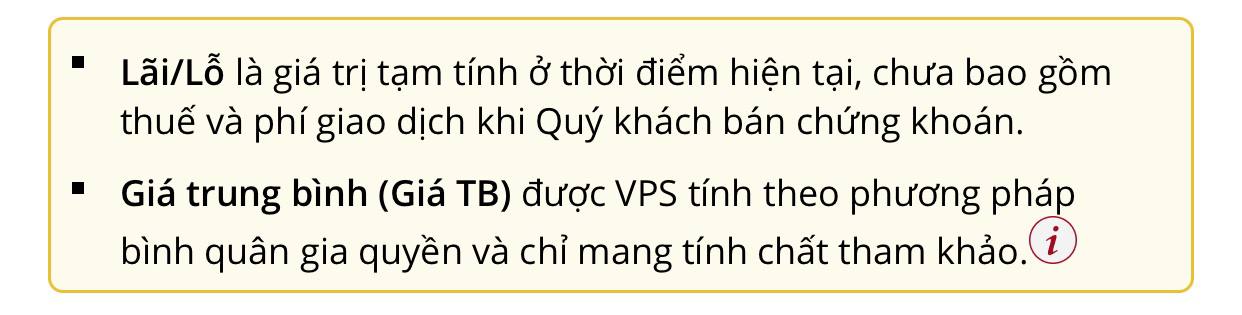 ▪ Lãi/Lỗ là giá trị tạm tính ở thời điểm hiện tại, chưa bao gồm
thuế và phí giao dịch khi Quý khách bán chứng khoán.
▪ Giá trung bình (Giá TB) được VPS tính theo phương pháp
bình quân gia quyền và chỉ mang tính chất tham khảo. i